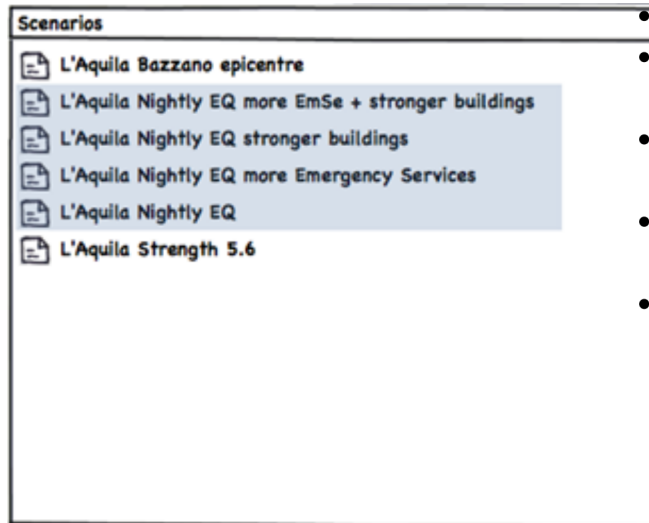 Scenarios
L'Aquila Bazzano epicentre
L'Aquila Nightly EQ more EmSe + stronger buildings
L'Aquila Nightly EQ stronger buildings
L'Aquila Nightly EQ more Emergency Services
L'Aquila Nightly EQ
L'Aquila Strength 5.6